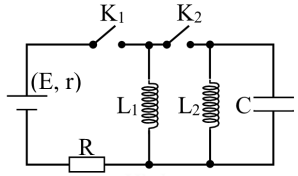 K₁ K₂
(E, r)
L₁ L₂ C
R